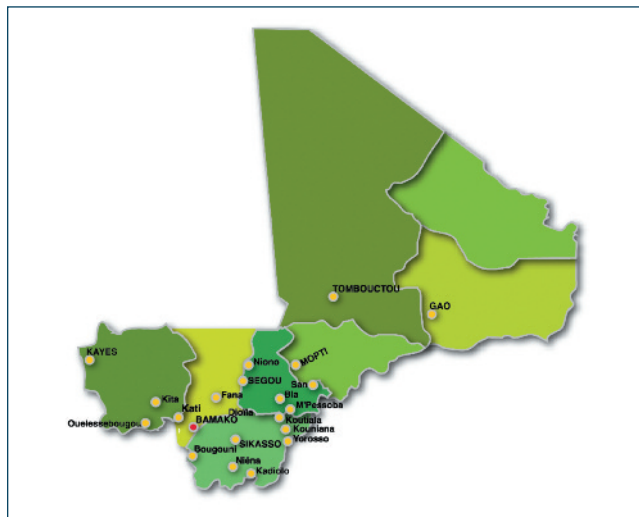 TOMBOUCTOU
GAO
KAYES
Niono
MOPTI
SEGOU
San
Kita
Fana
Bla
Kati
Dioila
M'Pessoba
Ouelessebougou
BAMAKO
Koutiala
Kouniana
SIKASSO
Yorosso
Bougouni
Niéna
Kadiolo